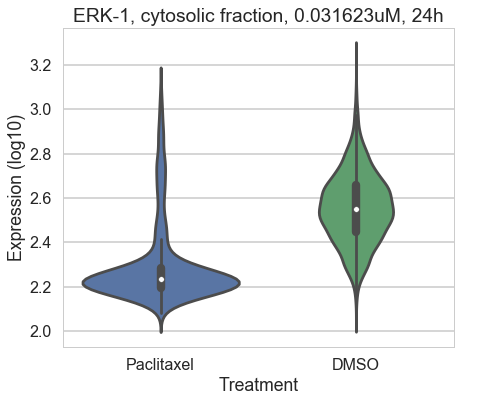 ERK-1, cytosolic fraction, 0.031623uM, 24h
Expression (log10)
3.2
3.0
2.8
2.6
2.4
2.2
2.0
Paclitaxel DMSO
Treatment